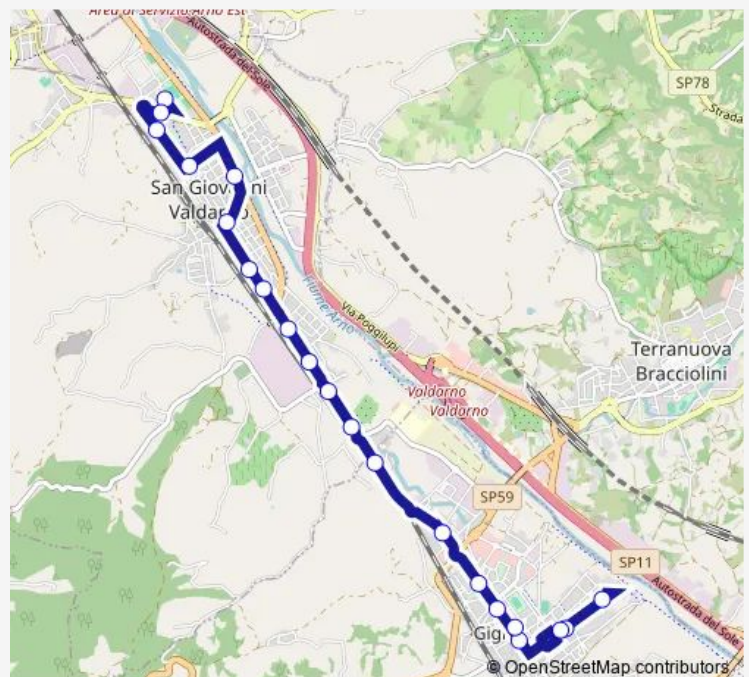 Area di Servizio Arno Est
Autostrada del Sole
SP78
Strada
San Giovanni
Valdarno
Fiume Arno
Via Poggilupi
Terranuova
Bracciolini
Valdarno
Valdarno
SP59
SP11
Autostrada del Sole
Gigl
© OpenStreetMap contributors